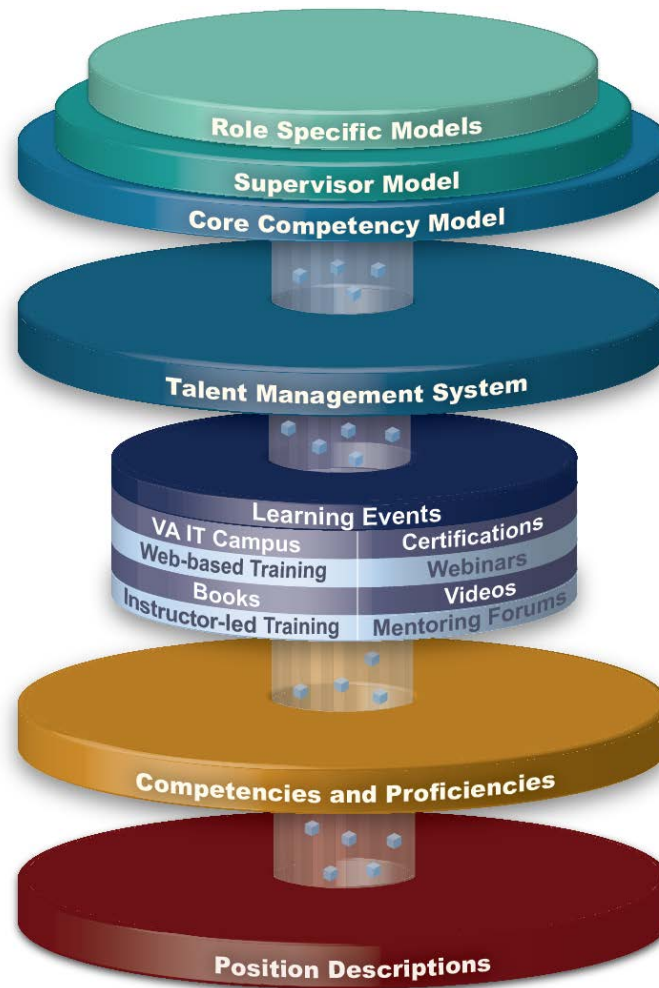 Role Specific Models
Supervisor Model
Core Competency Model
Talent Management System
Learning Events
VA IT Campus
Certifications
Web-based Training
Webinars
Books
Videos
Instructor-led Training
Mentoring Forums
Competencies and Proficiencies
Position Descriptions